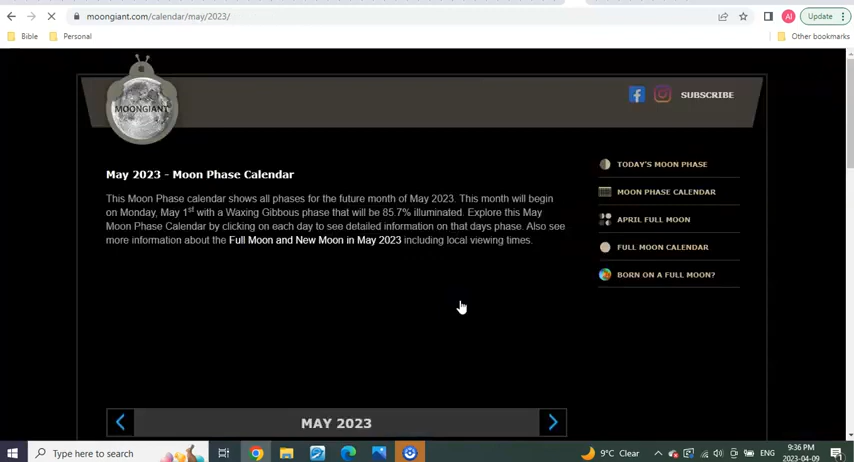 moongiant.com/calendar/may/2023/
AI
Update
Bible
Personal
Other bookmarks
MOONGIANT
SUBSCRIBE
May 2023 - Moon Phase Calendar
This Moon Phase calendar shows all phases for the future month of May 2023. This month will begin
on Monday, May 1st with a Waxing Gibbous phase that will be 85.7% illuminated. Explore this May
Moon Phase Calendar by clicking on each day to see detailed information on that days phase. Also see
more information about the Full Moon and New Moon in May 2023 including local viewing times.
TODAY'S MOON PHASE
MOON PHASE CALENDAR
APRIL FULL MOON
FULL MOON CALENDAR
BORN ON A FULL MOON?
MAY 2023
Type here to search
9°C Clear
ENG
9:36 PM
2023-04-09